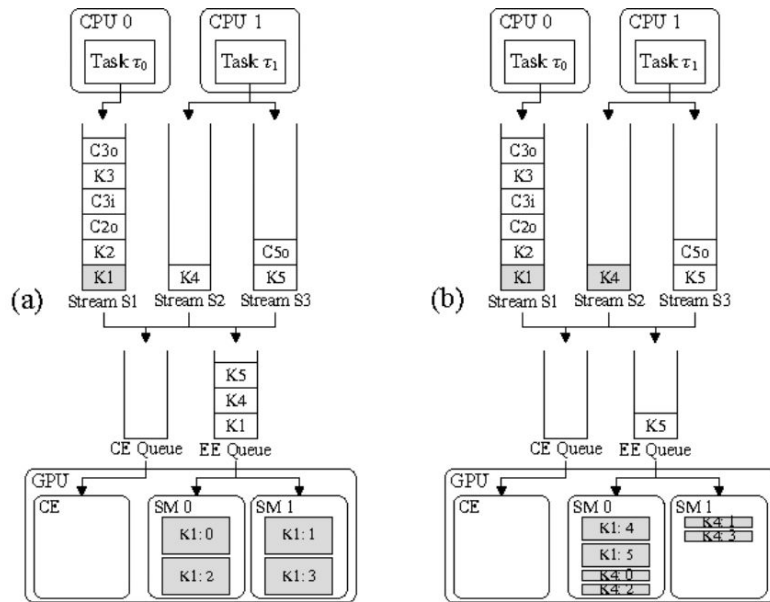 CPU 0
CPU 1
Task τ0
Task τ1
C3o
K3
C3i
C2o
K2
K1
K4
C5o
K5
(a)
Stream S1
Stream S2
Stream S3
K5
K4
K1
CE Queue
EE Queue
GPU
CE
SM 0
K1: 0
K1: 2
SM 1
K1: 1
K1: 3
CPU 0
CPU 1
Task τ0
Task τ1
C3o
K3
C3i
C2o
K2
K1
K4
C5o
K5
(b)
Stream S1
Stream S2
Stream S3
K5
CE Queue
EE Queue
GPU
CE
SM 0
K1: 4
K1: 5
K4: 0
K4: 2
SM 1
K4: 1
K4: 3